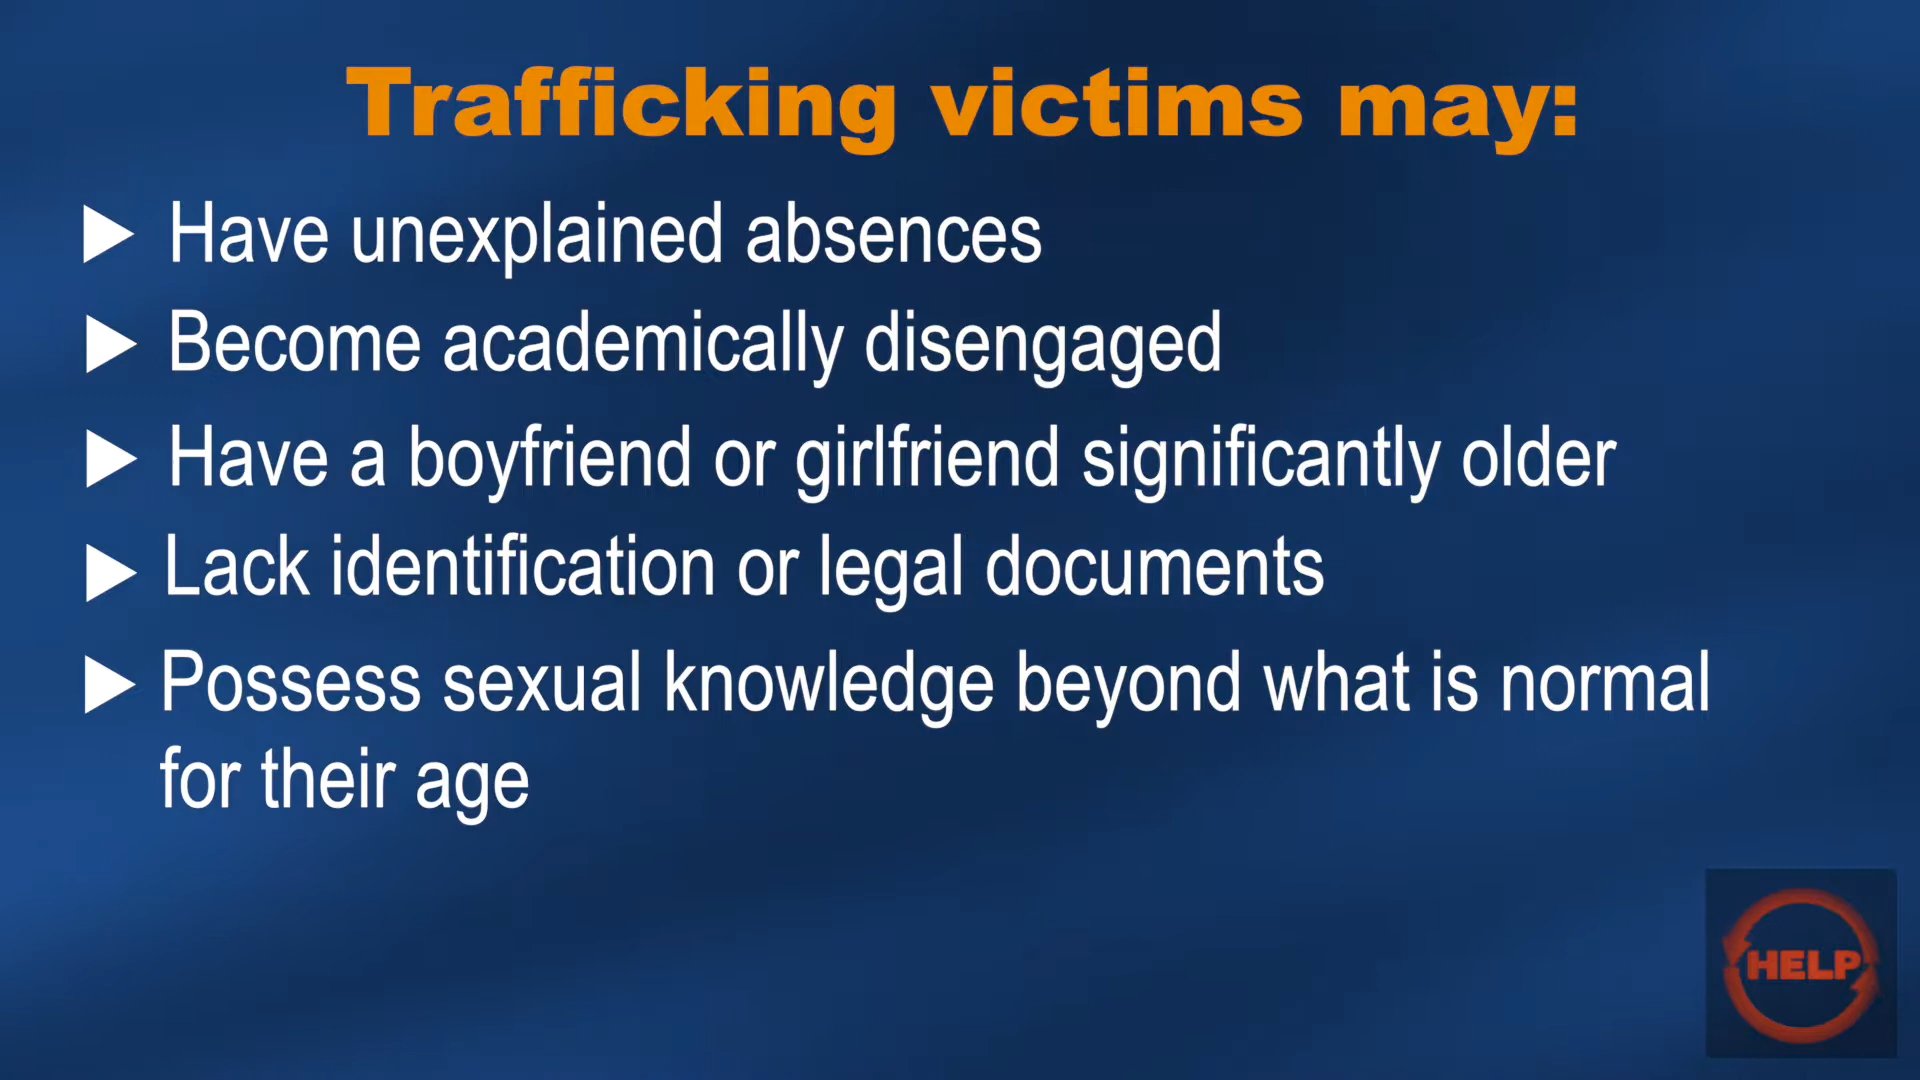 Trafficking victims may:
Have unexplained absences
Become academically disengaged
Have a boyfriend or girlfriend significantly older
Lack identification or legal documents
Possess sexual knowledge beyond what is normal
for their age
HELP